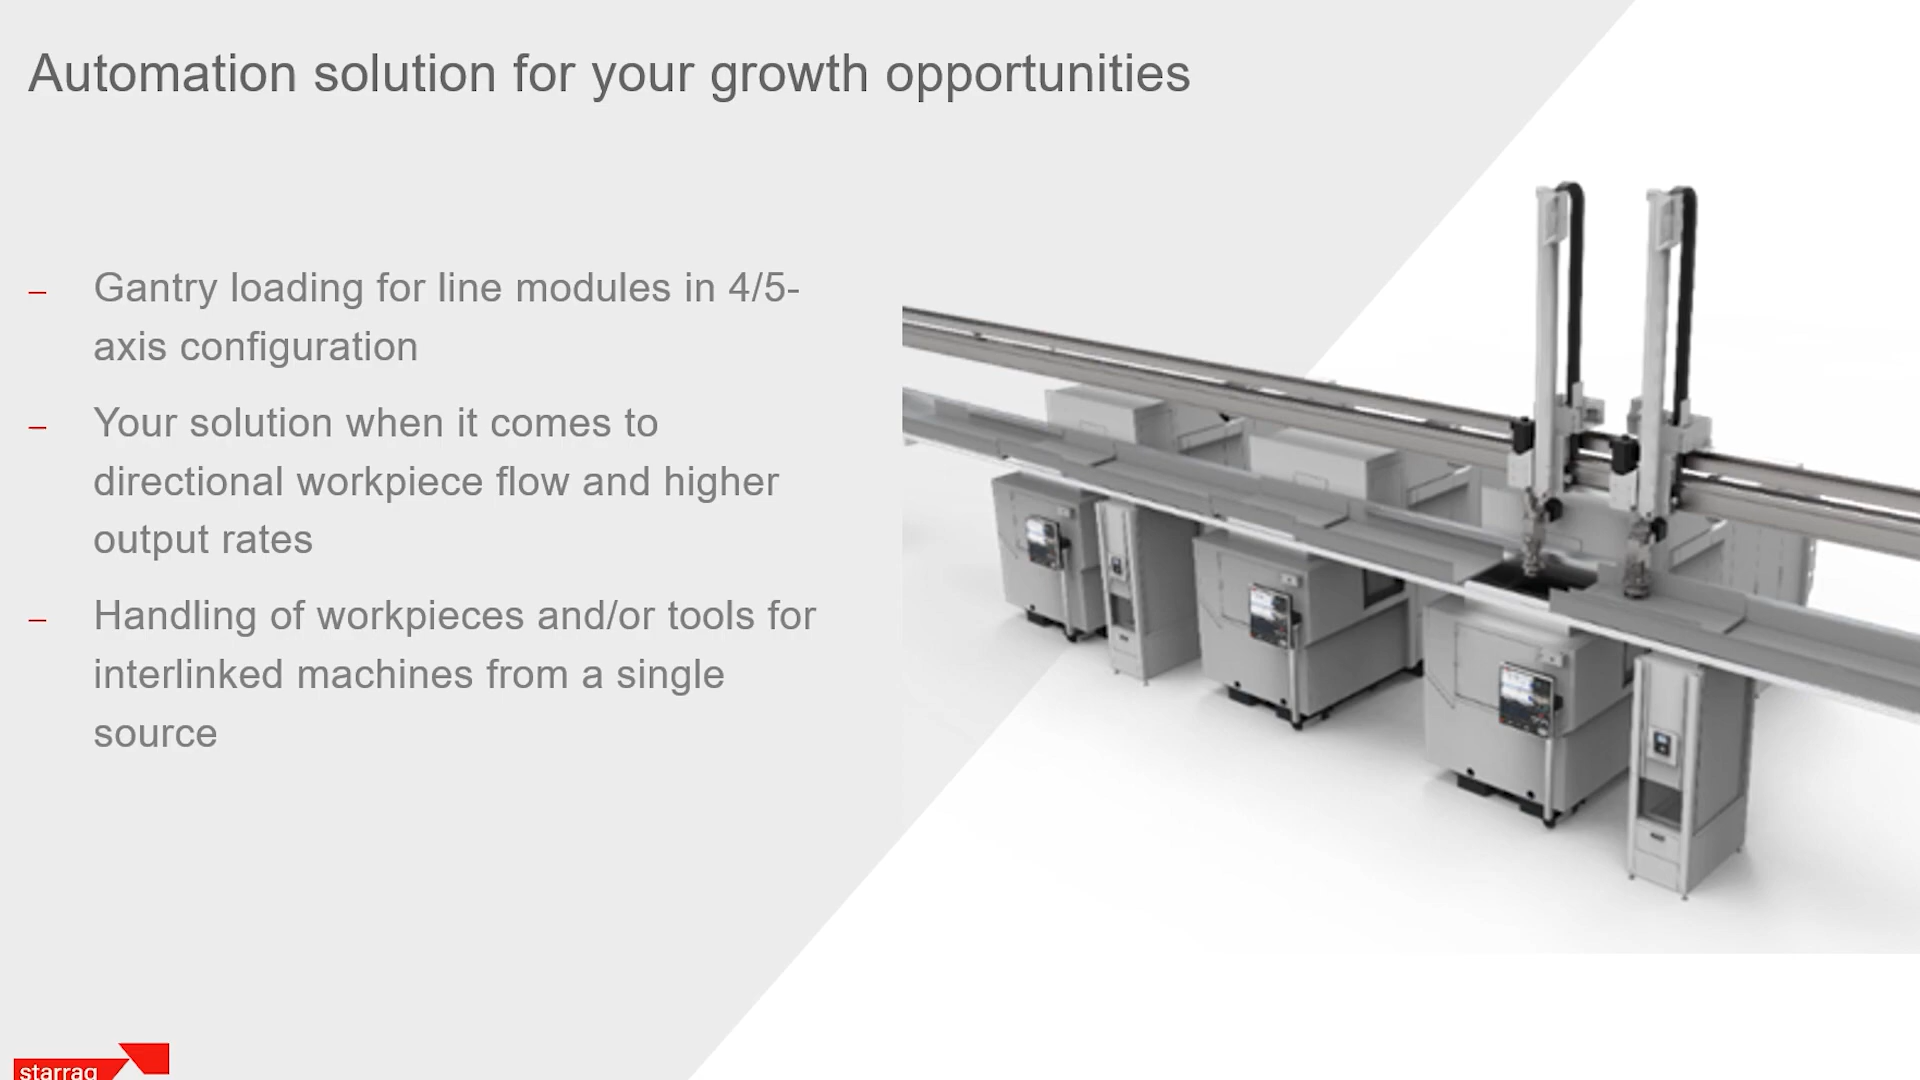 Automation solution for your growth opportunities
– Gantry loading for line modules in 4/5-
axis configuration
– Your solution when it comes to
directional workpiece flow and higher
output rates
– Handling of workpieces and/or tools for
interlinked machines from a single
source
starrag